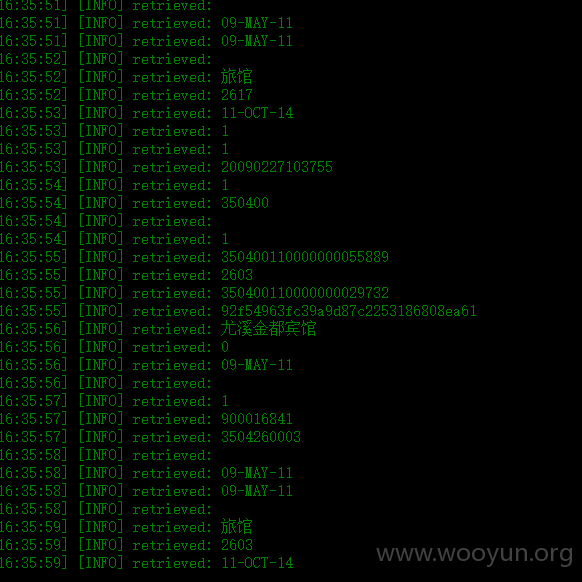 16:35:51] [INFO] retrieved:
16:35:51] [INFO] retrieved: 09-MAY-11
16:35:51] [INFO] retrieved: 09-MAY-11
16:35:52] [INFO] retrieved:
16:35:52] [INFO] retrieved: 旅馆
16:35:52] [INFO] retrieved: 2617
16:35:53] [INFO] retrieved: 11-OCT-14
16:35:53] [INFO] retrieved: 1
16:35:53] [INFO] retrieved: 1
16:35:53] [INFO] retrieved: 20090227103755
16:35:54] [INFO] retrieved: 1
16:35:54] [INFO] retrieved: 350400
16:35:54] [INFO] retrieved:
16:35:54] [INFO] retrieved: 1
16:35:55] [INFO] retrieved: 350400110000000055889
16:35:55] [INFO] retrieved: 2603
16:35:55] [INFO] retrieved: 350400110000000029732
16:35:55] [INFO] retrieved: 92f54963fc39a9d87c2253186808ea61
16:35:56] [INFO] retrieved: 尤溪金都宾馆
16:35:56] [INFO] retrieved: 0
16:35:56] [INFO] retrieved: 09-MAY-11
16:35:56] [INFO] retrieved:
16:35:57] [INFO] retrieved: 1
16:35:57] [INFO] retrieved: 900016841
16:35:57] [INFO] retrieved: 3504260003
16:35:58] [INFO] retrieved:
16:35:58] [INFO] retrieved: 09-MAY-11
16:35:58] [INFO] retrieved: 09-MAY-11
16:35:58] [INFO] retrieved:
16:35:59] [INFO] retrieved: 旅馆
16:35:59] [INFO] retrieved: 2603
16:35:59] [INFO] retrieved: 11-OCT-14
www.wooyun.org